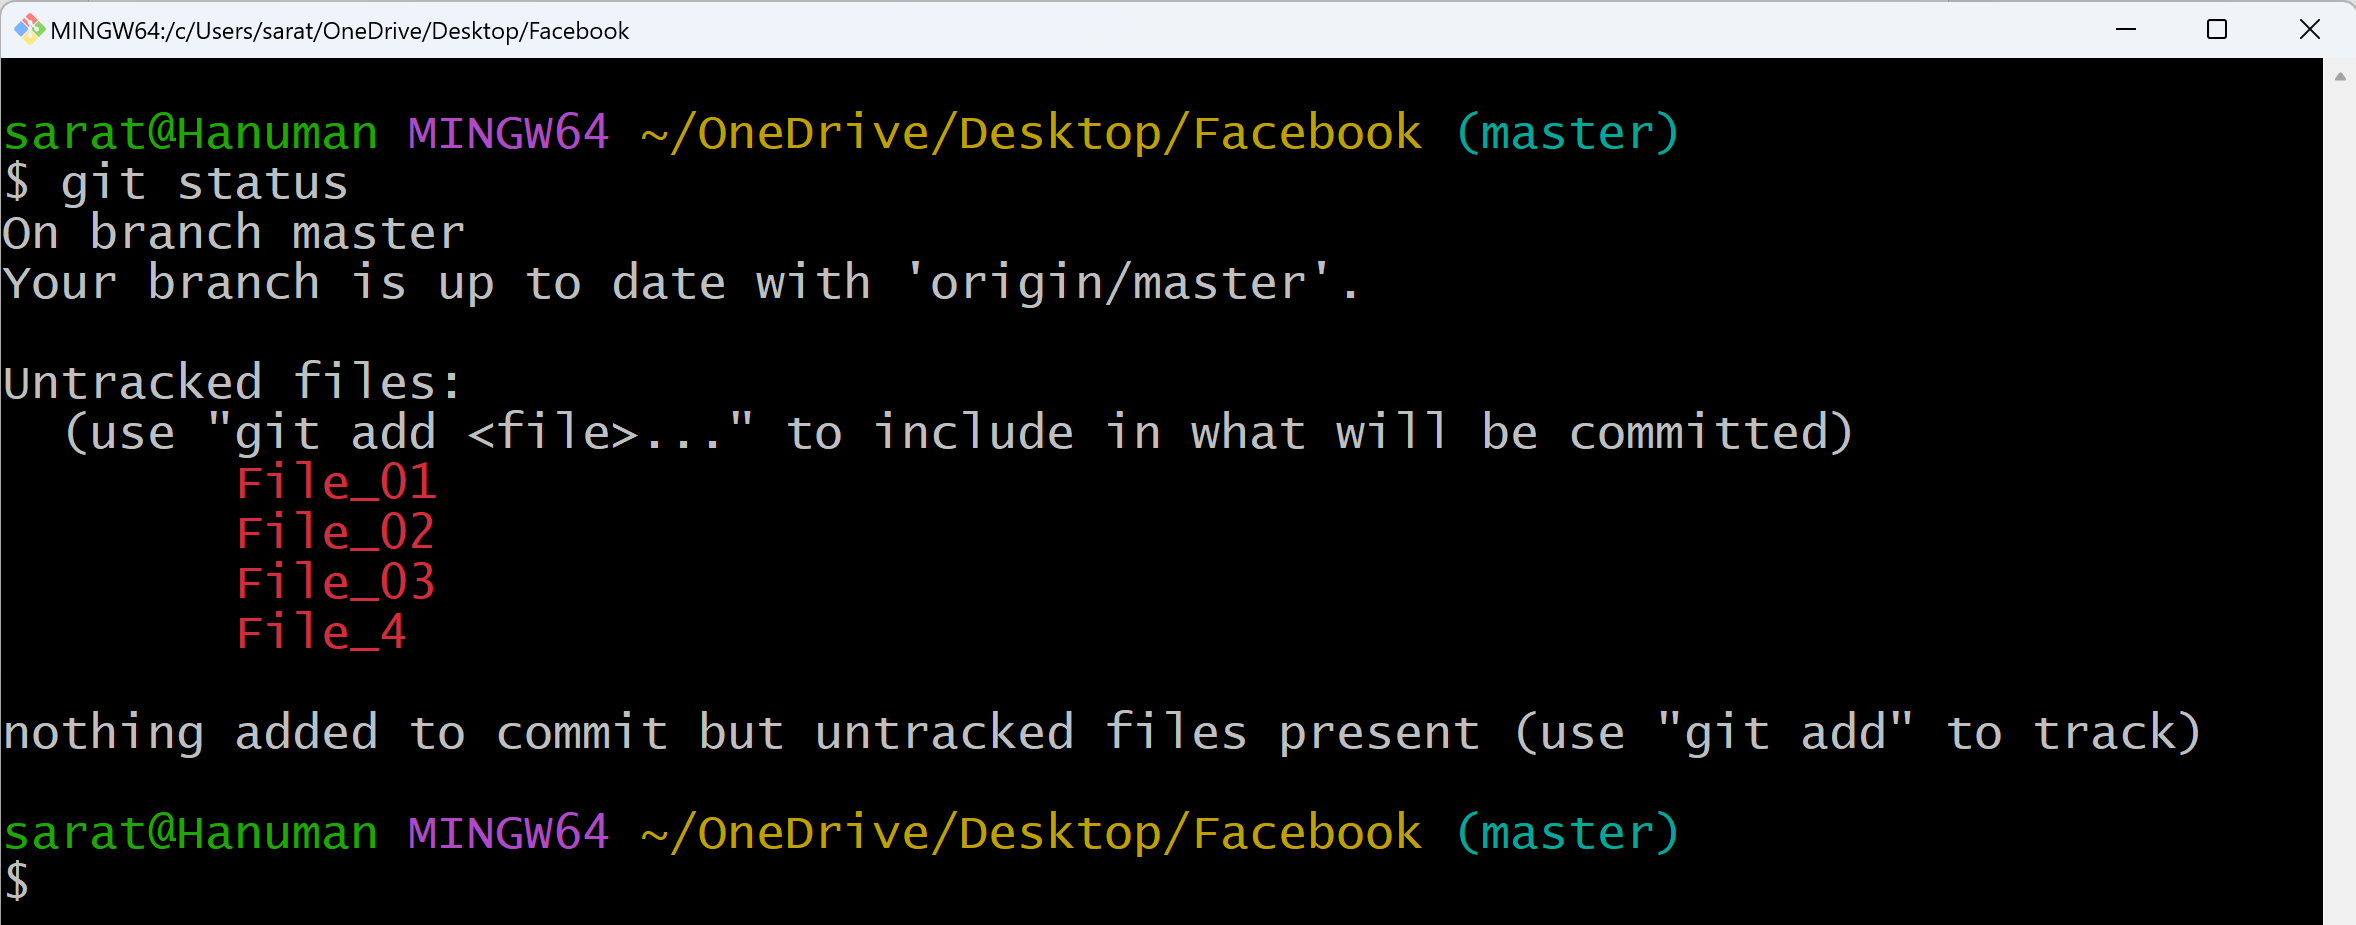 MINGW64:/c/Users/sarat/OneDrive/Desktop/Facebook
sarat@Hanuman MINGW64 ~/OneDrive/Desktop/Facebook (master)
$ git status
On branch master
Your branch is up to date with 'origin/master'.
Untracked files:
  (use "git add <file>..." to include in what will be committed)
        File_01
        File_02
        File_03
        File_4
nothing added to commit but untracked files present (use "git add" to track)
sarat@Hanuman MINGW64 ~/OneDrive/Desktop/Facebook (master)
$